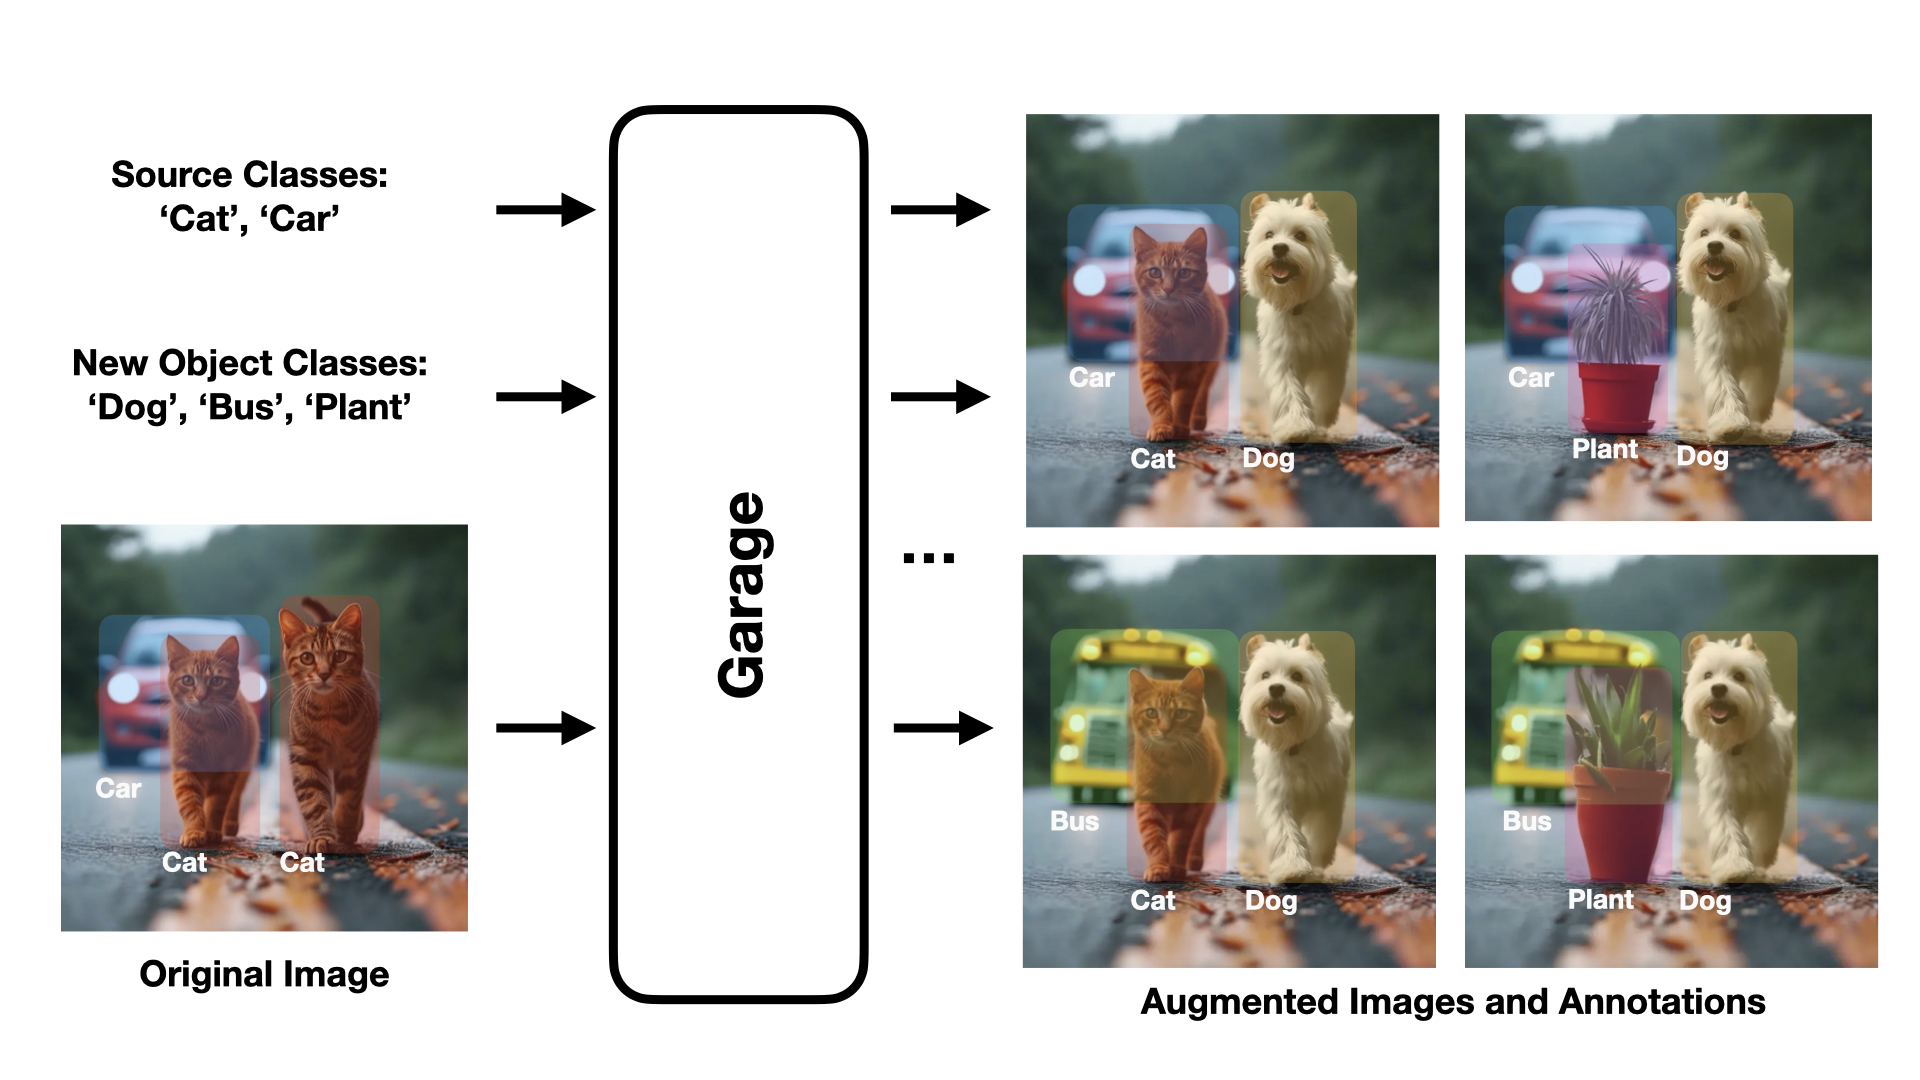 Source Classes:
‘Cat’, ‘Car’
New Object Classes:
‘Dog’, ‘Bus’, ‘Plant’
Car
Cat Cat
Original Image
Garage
...
Car
Cat Dog
Car
Plant Dog
Bus
Cat Dog
Bus
Plant Dog
Augmented Images and Annotations